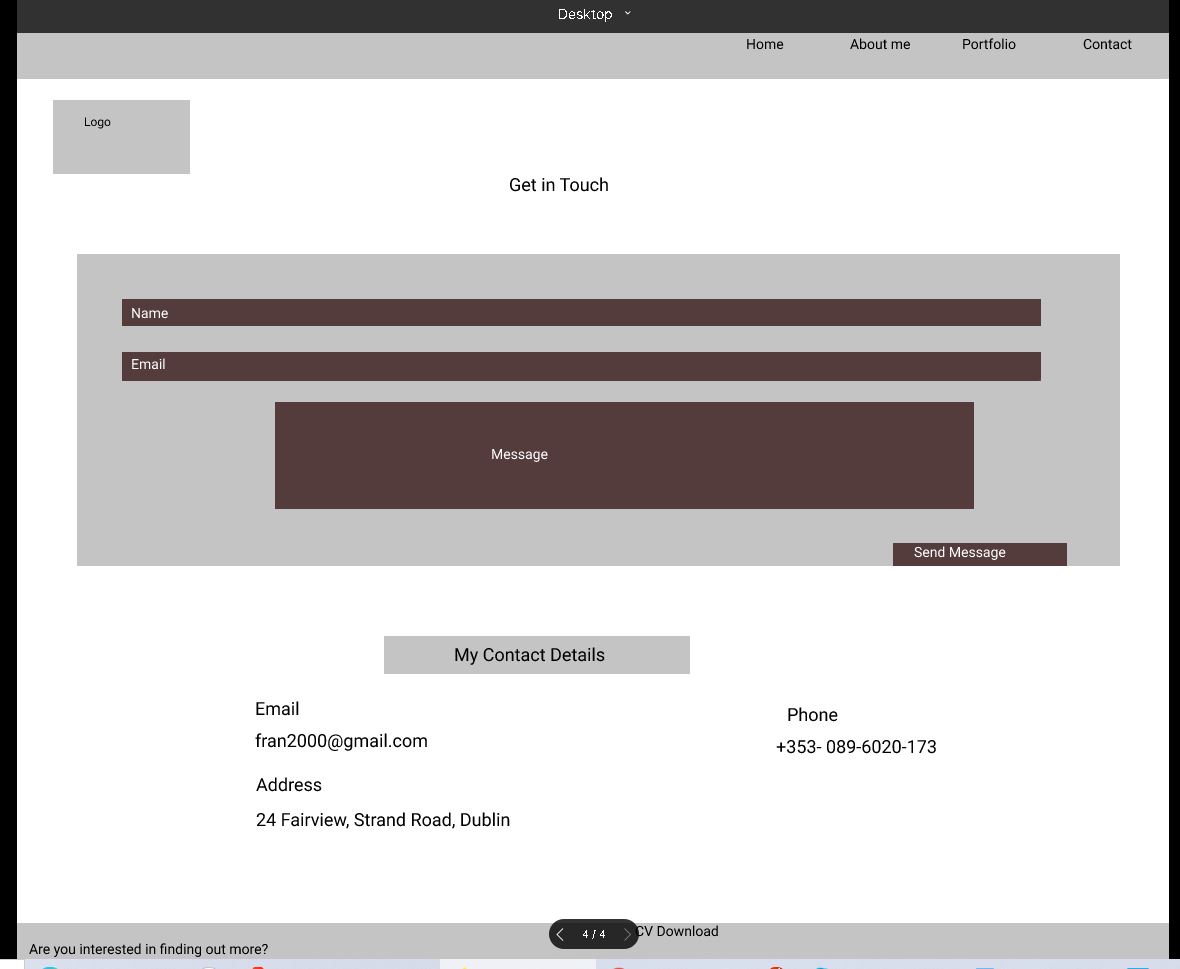 Desktop
Home About me Portfolio Contact
Logo
Get in Touch
Name
Email
Message
Send Message
My Contact Details
Email
fran2000@gmail.com
Phone
+353- 089-6020-173
Address
24 Fairview, Strand Road, Dublin
4 / 4
CV Download
Are you interested in finding out more?